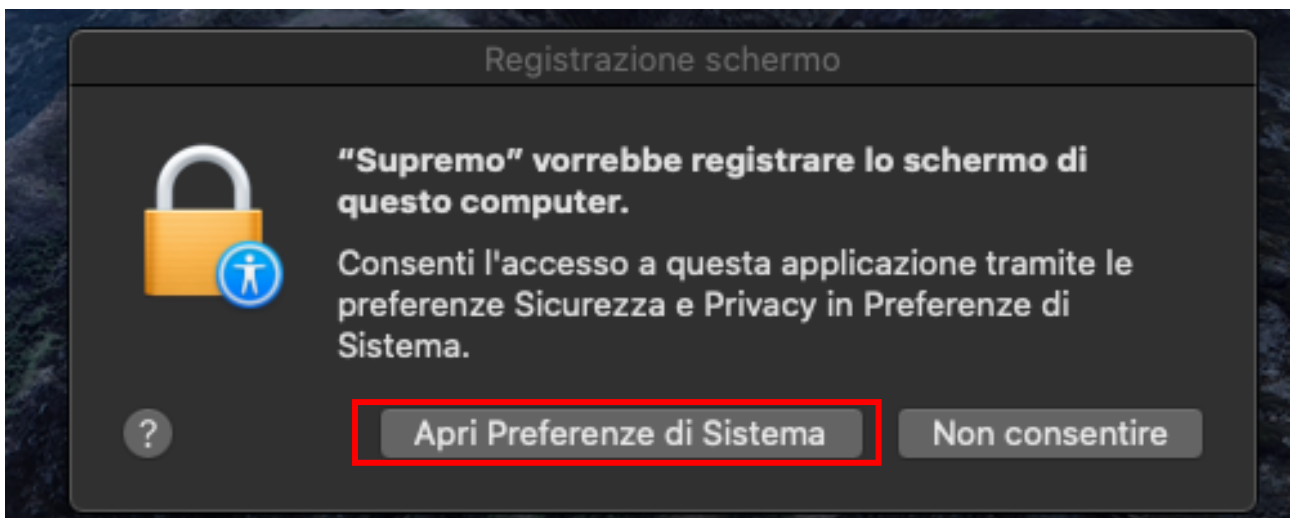 Registrazione schermo
“Supremo” vorrebbe registrare lo schermo di
questo computer.
Consenti l'accesso a questa applicazione tramite le
preferenze Sicurezza e Privacy in Preferenze di
Sistema.
? Apri Preferenze di Sistema Non consentire